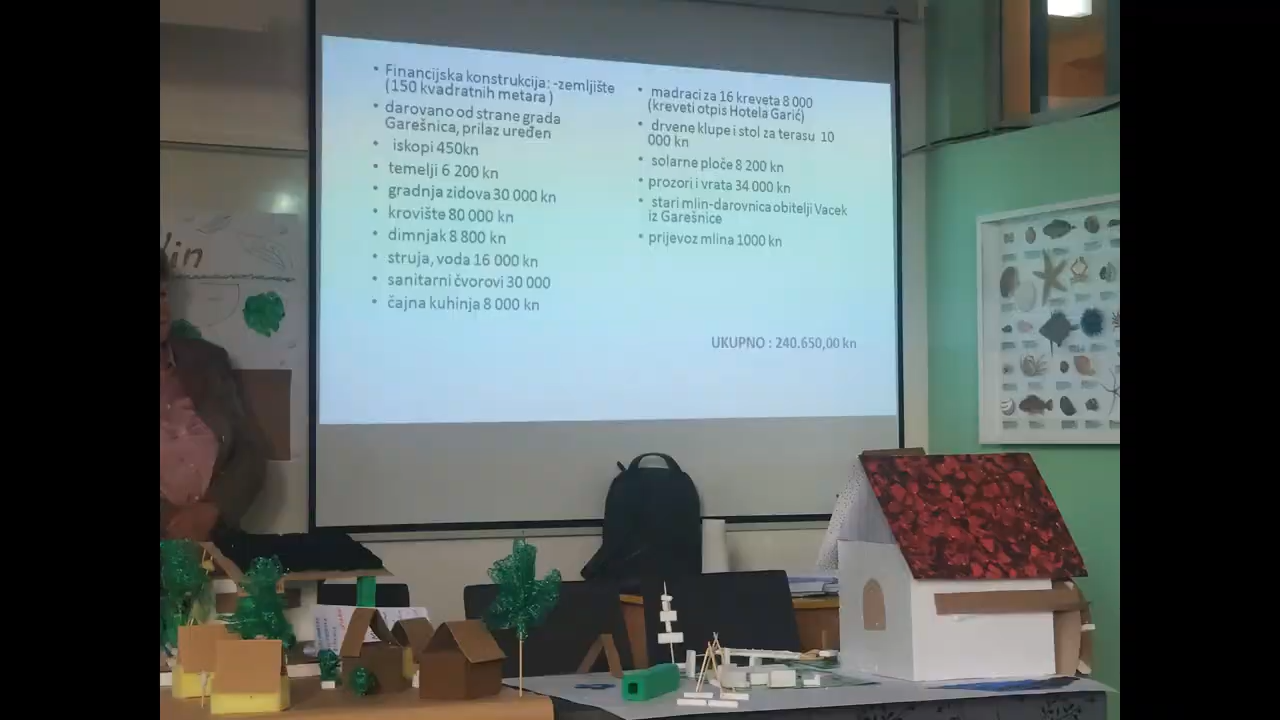 Financijska konstrukcija: -zemljište
(150 kvadratnih metara )
darovano od strane grada
Garešnica, prilaz uređen
iskopi 450kn
temelji 6 200 kn
gradnja zidova 30 000 kn
krovište 80 000 kn
dimnjak 8 800 kn
struja, voda 16 000 kn
sanitarni čvorovi 30 000
čajna kuhinja 8 000 kn
madraci za 16 kreveta 8 000
(kreveti otpis Hotela Garić)
drvene klupe i stol za terasu 10
000 kn
solarne ploče 8 200 kn
prozori i vrata 34 000 kn
stari mlin-darovnica obitelji Vacek
iz Garešnice
prijevoz mlina 1000 kn
UKUPNO : 240.650,00 kn